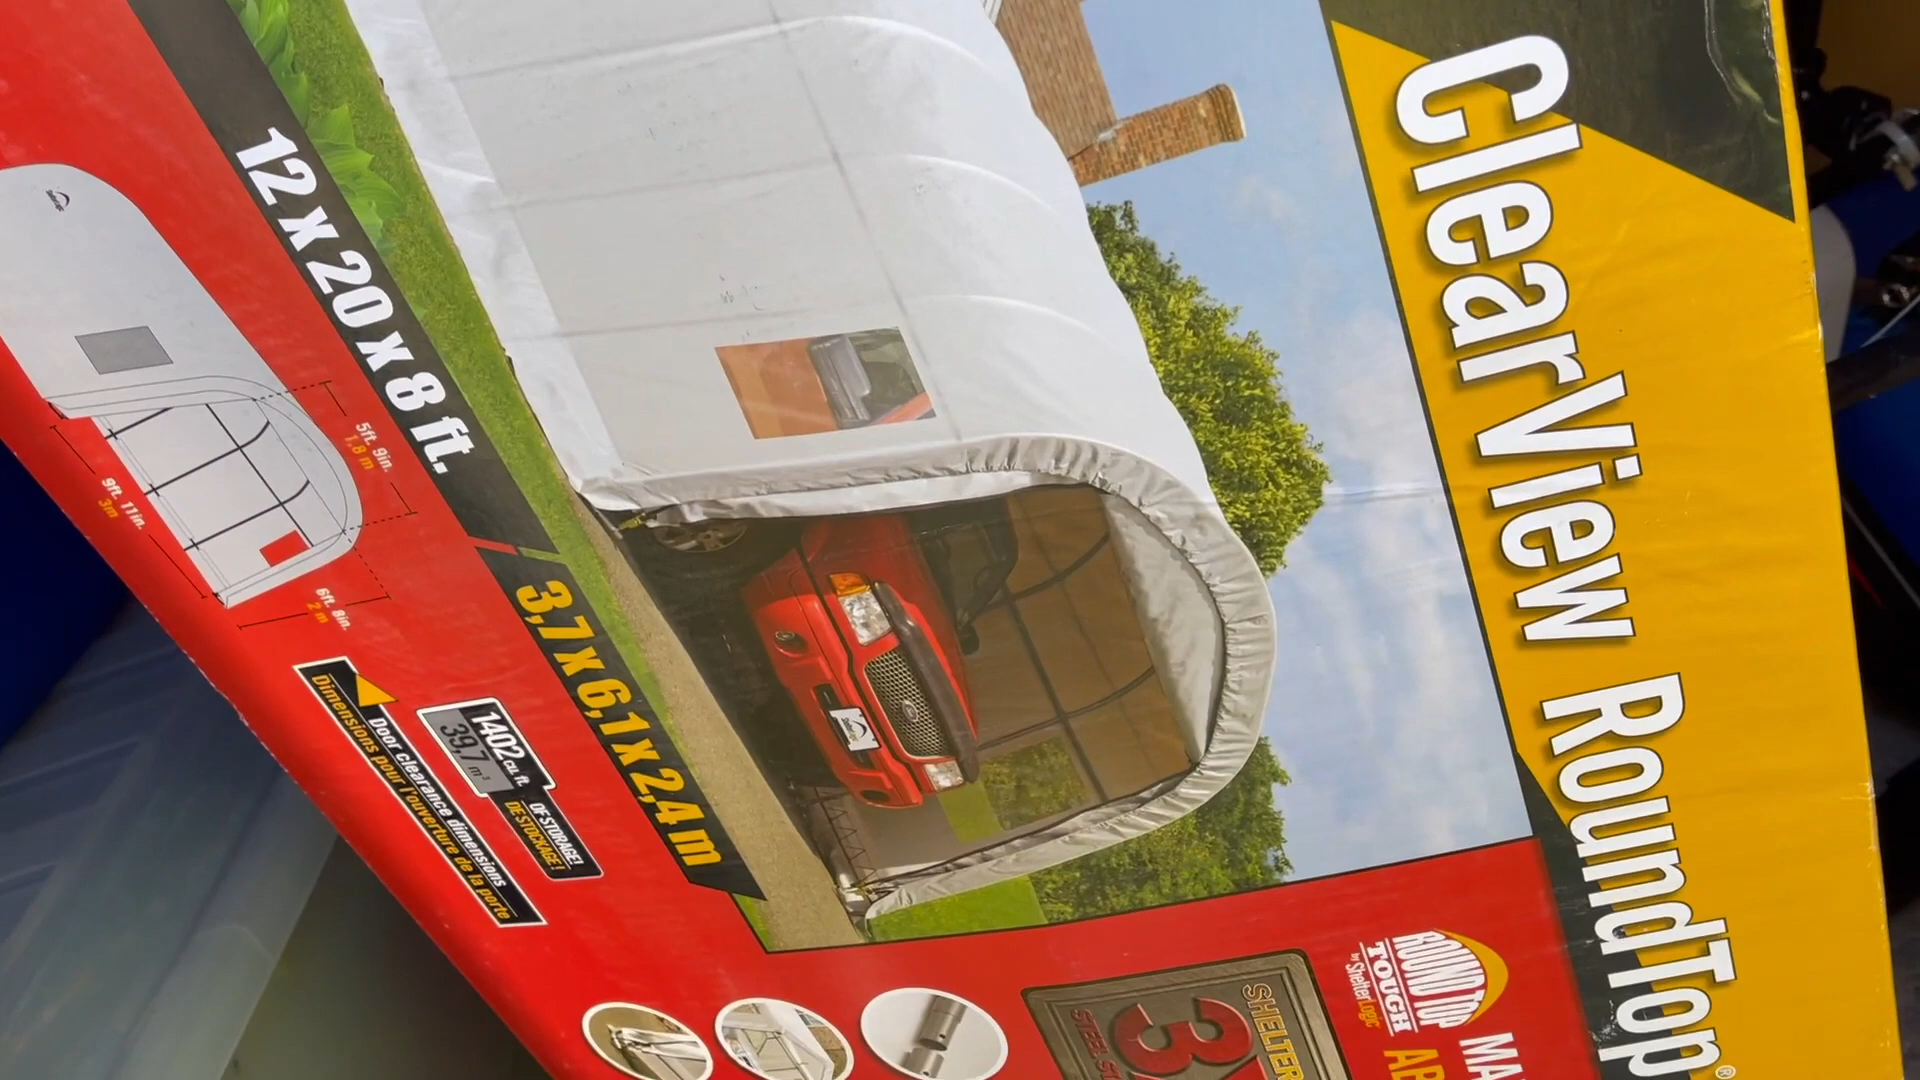 ClearView RoundTop®
12 x 20 x 8 ft.
3,7 x 6,1 x 2,4 m
5ft. 9in.
1,8 m
9ft. 11in.
3m
6ft. 8in.
2 m
1402 cu. ft.
39,7 m³
OF STORAGE!
DE STOCKAGE!
Door clearance dimensions
Dimensions pour l'ouverture de la porte
ROUND TOP
TOUGH
by ShelterLogic
SHELTER
3